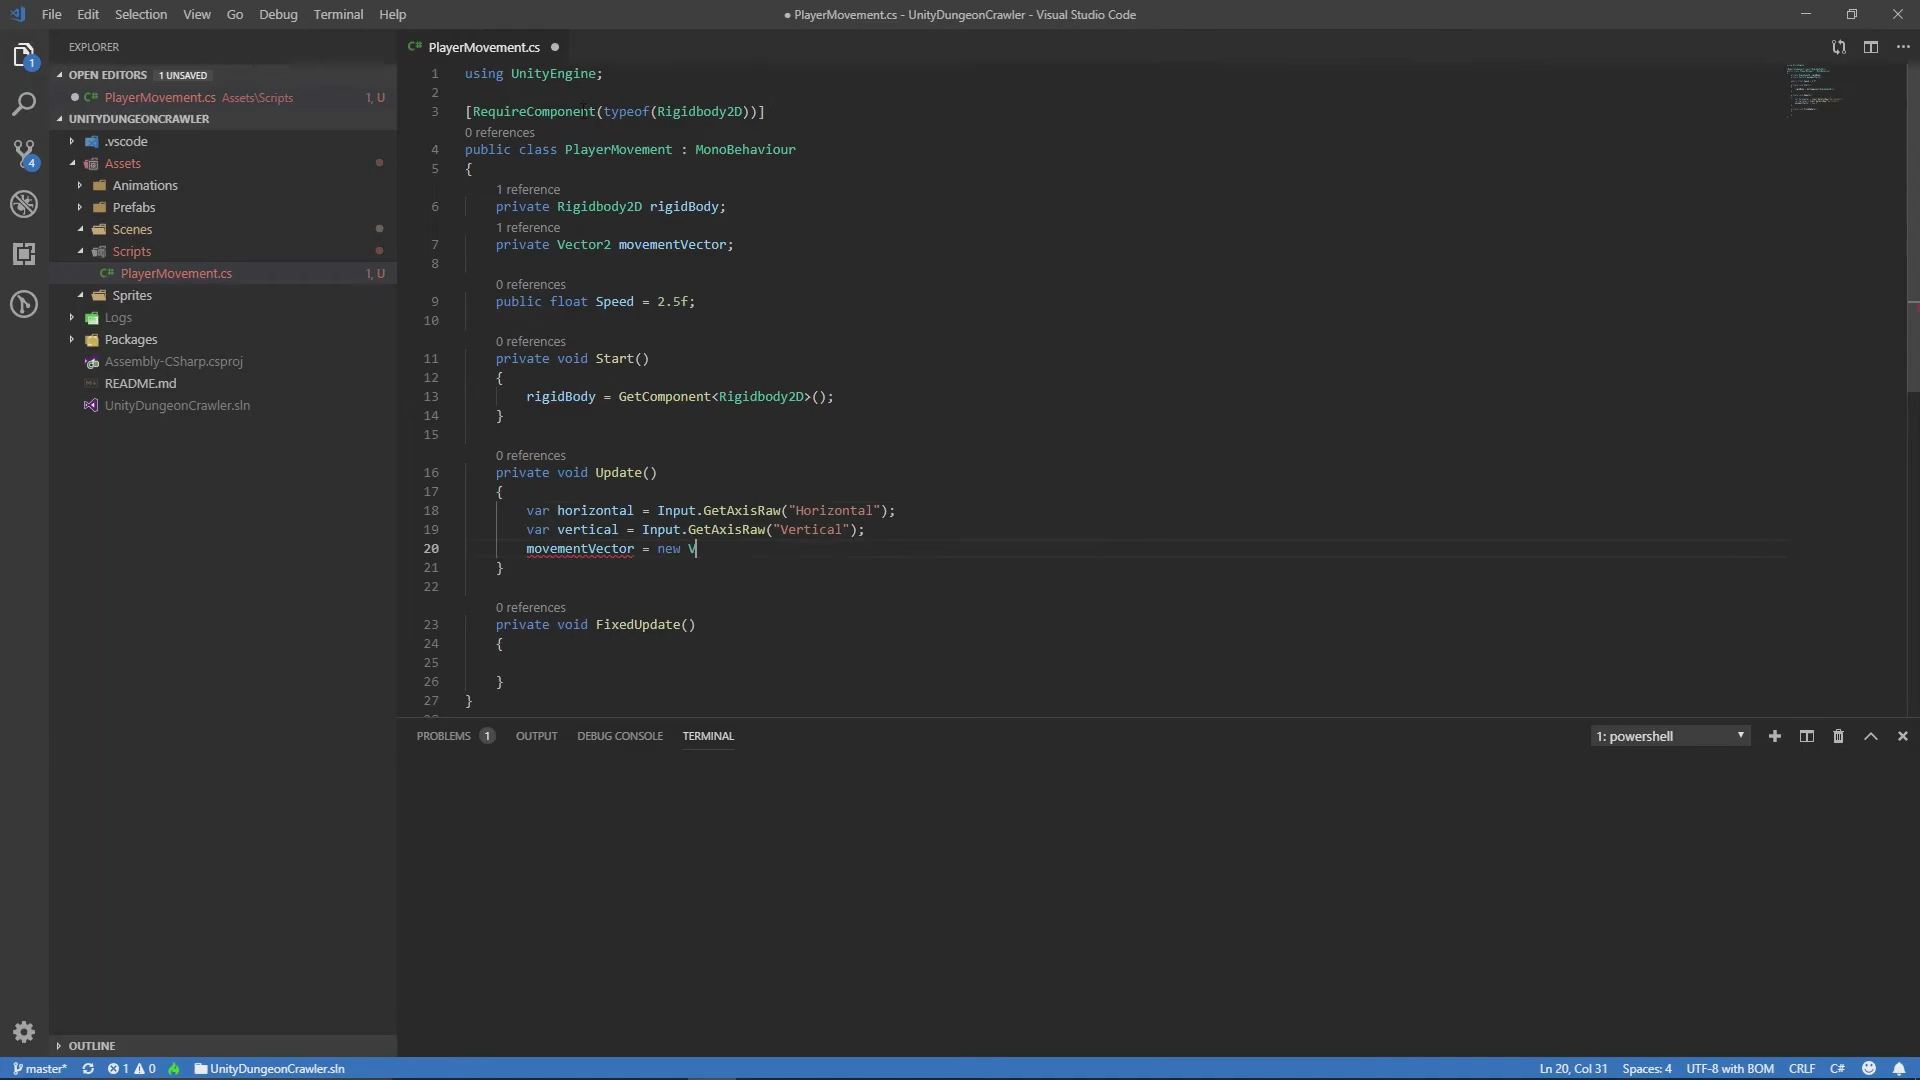 File Edit Selection View Go Debug Terminal Help
● PlayerMovement.cs - UnityDungeonCrawler - Visual Studio Code
EXPLORER
OPEN EDITORS 1 UNSAVED
C# PlayerMovement.cs Assets\Scripts 1, U
UNITYDUNGEONCRAWLER
.vscode
Assets
Animations
Prefabs
Scenes
Scripts
C# PlayerMovement.cs 1, U
Sprites
Logs
Packages
Assembly-CSharp.csproj
README.md
UnityDungeonCrawler.sln
OUTLINE
1
4
C# PlayerMovement.cs
1 using UnityEngine;
2
3 [RequireComponent(typeof(Rigidbody2D))]
0 references
4 public class PlayerMovement : MonoBehaviour
5 {
1 reference
6 private Rigidbody2D rigidBody;
1 reference
7 private Vector2 movementVector;
8
0 references
9 public float Speed = 2.5f;
10
0 references
11 private void Start()
12 {
13 rigidBody = GetComponent<Rigidbody2D>();
14 }
15
0 references
16 private void Update()
17 {
18 var horizontal = Input.GetAxisRaw("Horizontal");
19 var vertical = Input.GetAxisRaw("Vertical");
20 movementVector = new V
21 }
22
0 references
23 private void FixedUpdate()
24 {
25
26 }
27 }
PROBLEMS 1 OUTPUT DEBUG CONSOLE TERMINAL
1: powershell
master* 1 0 UnityDungeonCrawler.sln
Ln 20, Col 31 Spaces: 4 UTF-8 with BOM CRLF C#